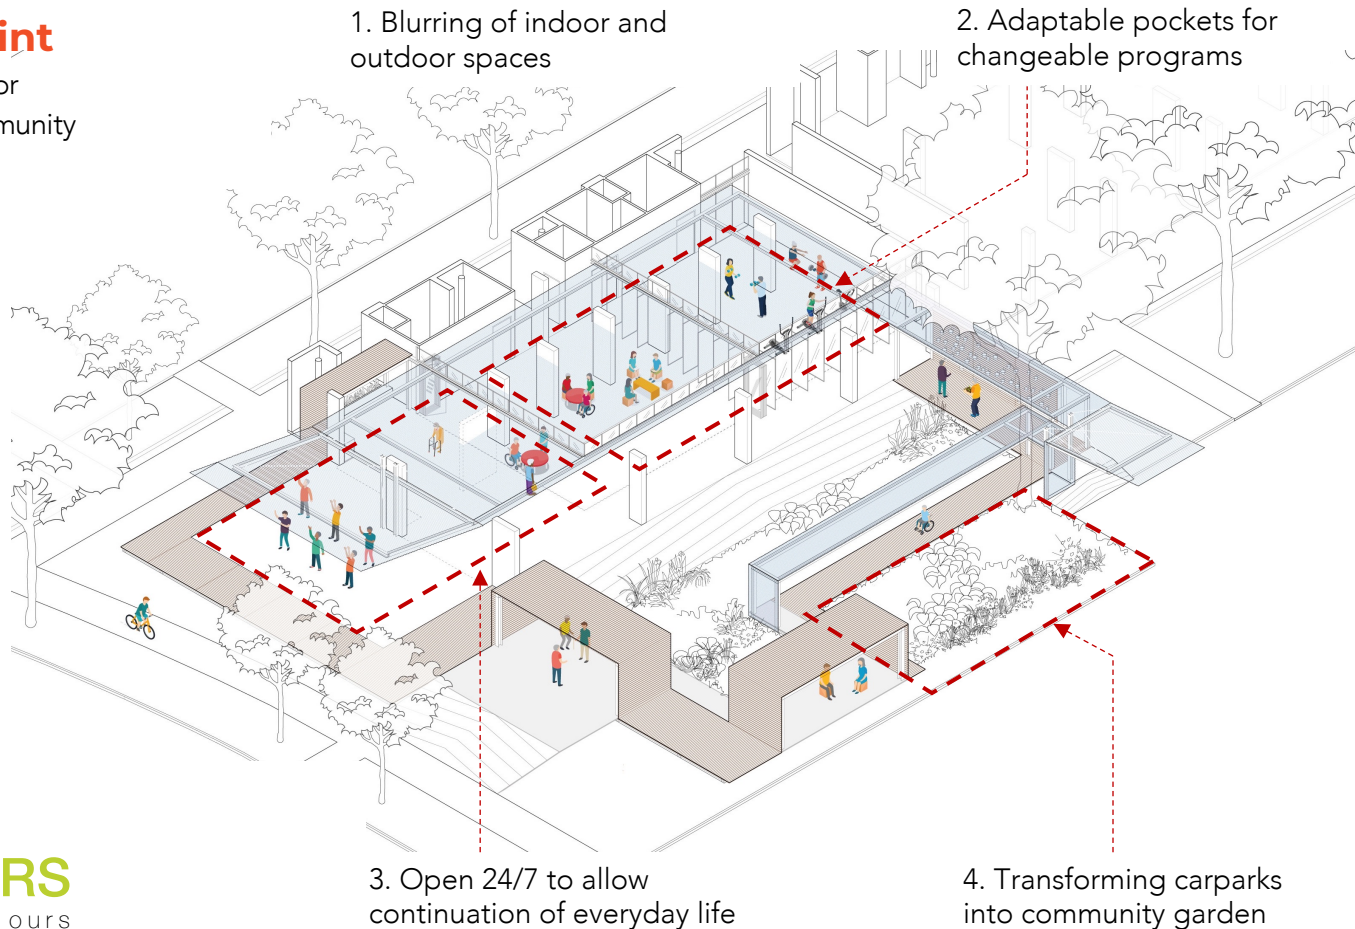 int
or
munity
1. Blurring of indoor and
outdoor spaces
2. Adaptable pockets for
changeable programs
3. Open 24/7 to allow
continuation of everyday life
4. Transforming carparks
into community garden
RS
ours